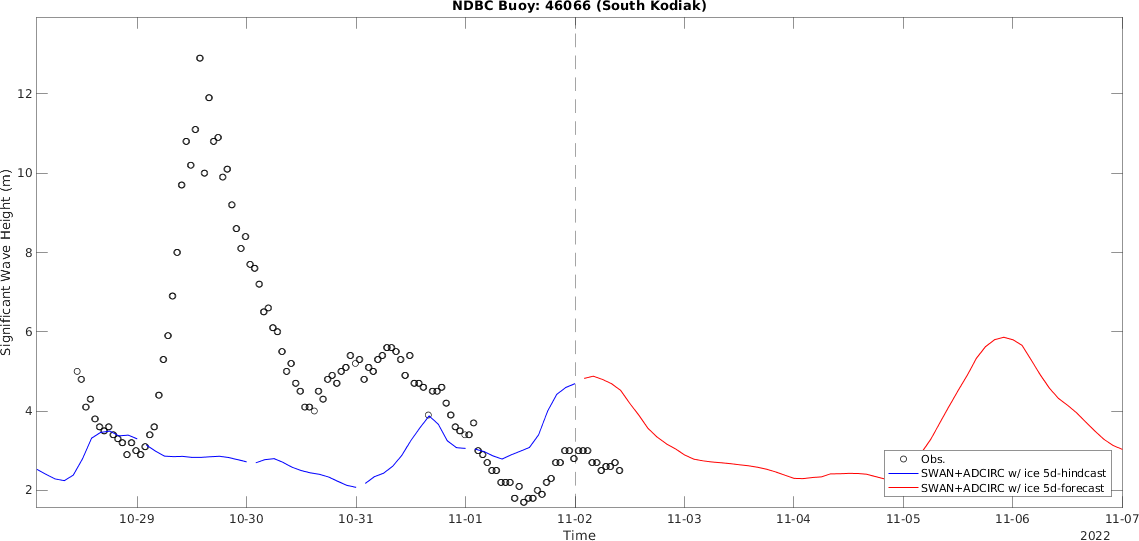 NDBC Buoy: 46066 (South Kodiak)
Significant Wave Height (m)
12
10
8
6
4
2
10-29 10-30 10-31 11-01 11-02 11-03 11-04 11-05 11-06 11-07
Time
2022
Obs.
SWAN+ADCIRC w/ ice 5d-hindcast
SWAN+ADCIRC w/ ice 5d-forecast